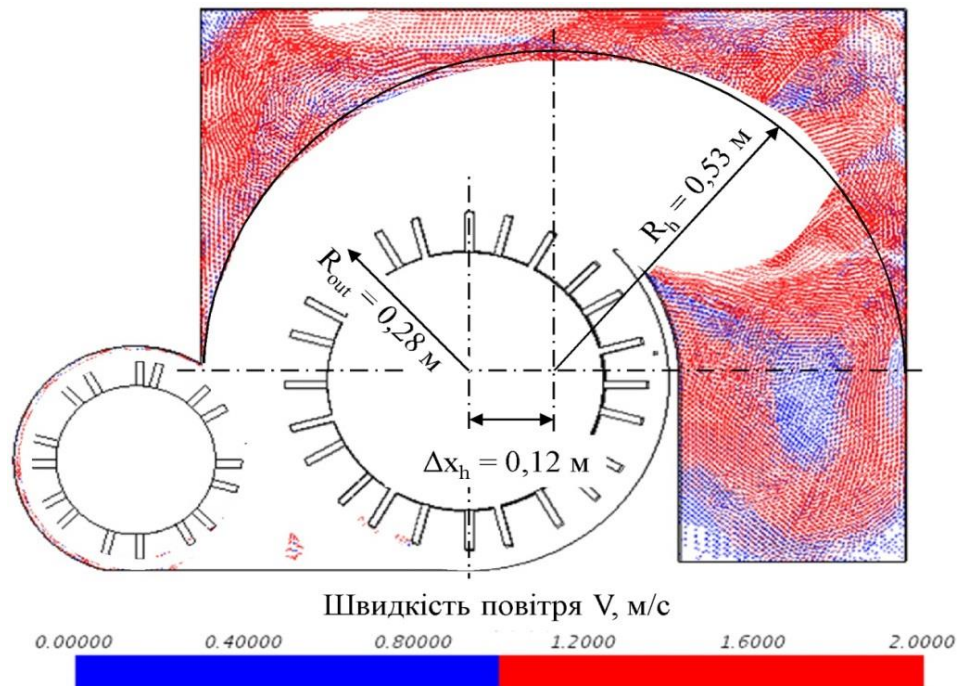 R_h = 0,53 м
R_out = 0,28 м
Δx_h = 0,12 м
Швидкість повітря V, м/с
0.00000 0.40000 0.80000 1.2000 1.6000 2.0000